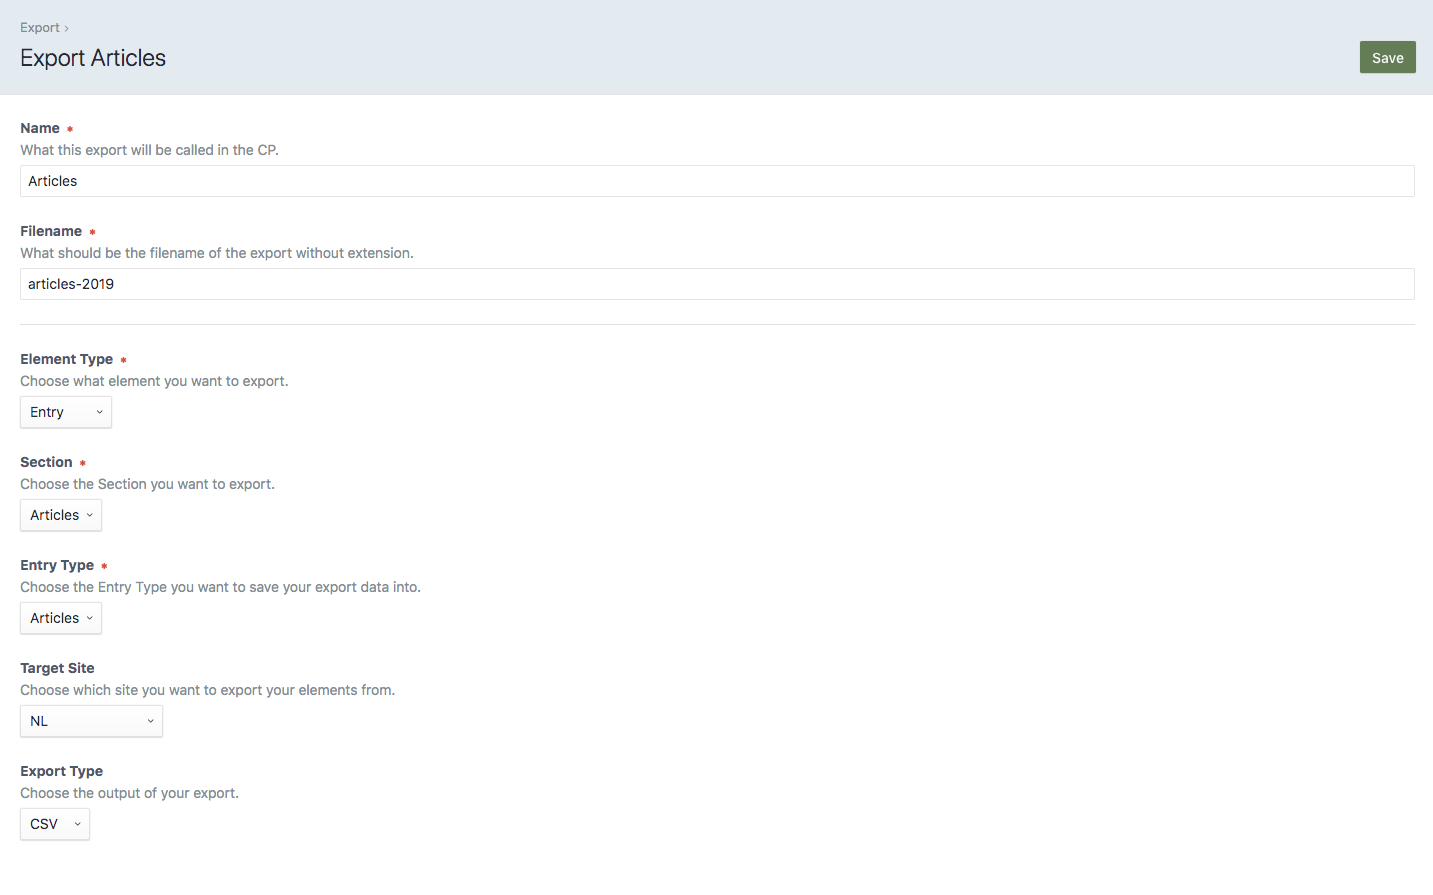 Export ›
Export Articles
Save
Name *
What this export will be called in the CP.
Articles
Filename *
What should be the filename of the export without extension.
articles-2019
Element Type *
Choose what element you want to export.
Entry
Section *
Choose the Section you want to export.
Articles
Entry Type *
Choose the Entry Type you want to save your export data into.
Articles
Target Site
Choose which site you want to export your elements from.
NL
Export Type
Choose the output of your export.
CSV